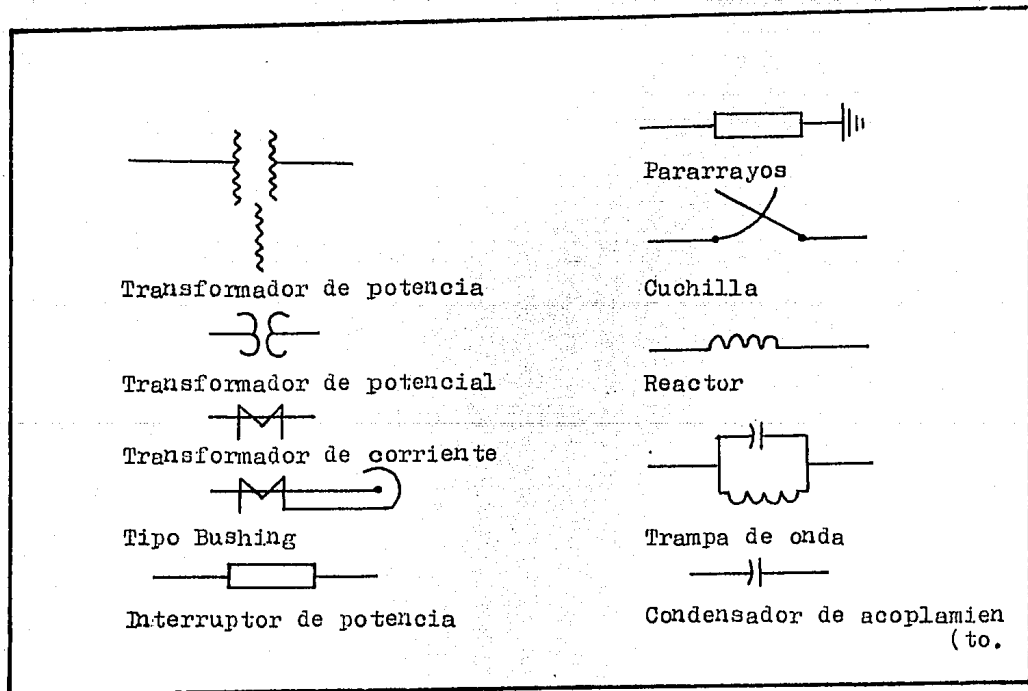 Transformador de potencia
Transformador de potencial
Transformador de corriente
Tipo Bushing
Interruptor de potencia
Pararrayos
Cuchilla
Reactor
Trampa de onda
Condensador de acoplamien
(to.